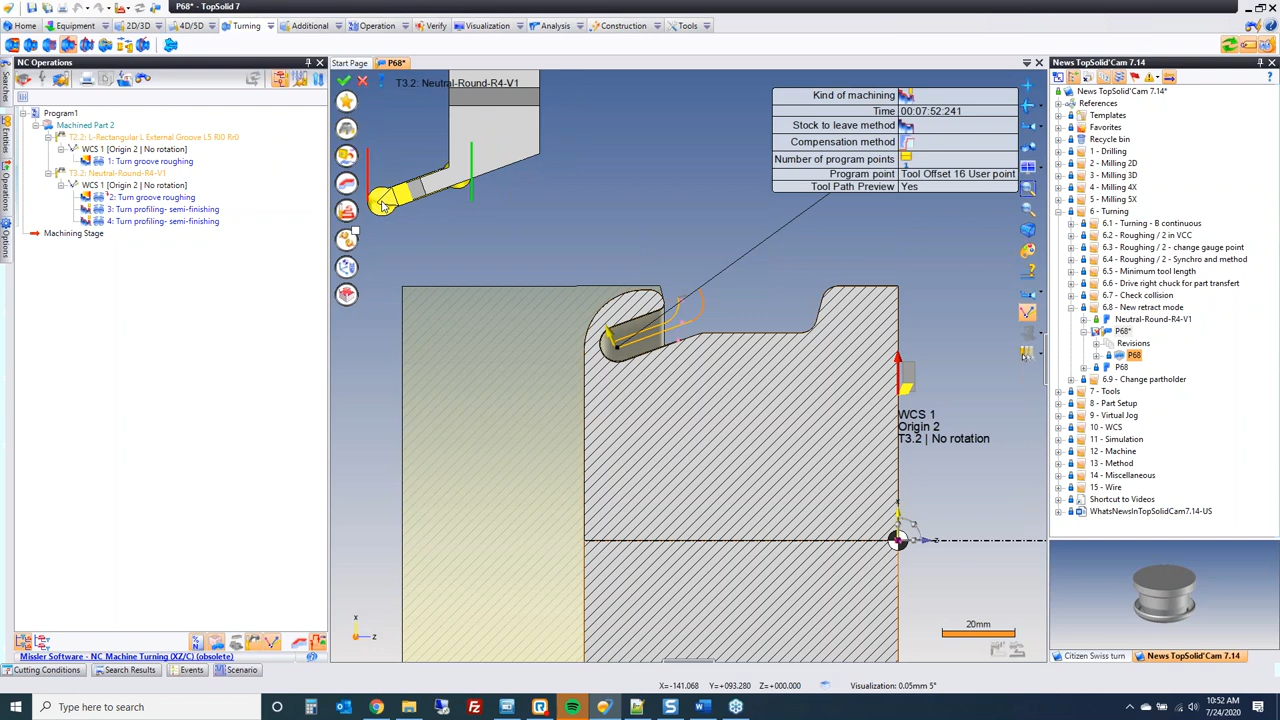 P68* - TopSolid 7
Home Equipment 2D/3D 4D/5D Turning Additional Operation Verify Visualization Analysis Construction Tools
NC Operations
Program1
Machined Part 2
T2.2: L-Rectangular L External Groove L5 Rl0 Rr0
WCS 1 [Origin 2 | No rotation]
1: Turn groove roughing
T3.2: Neutral-Round-R4-V1
WCS 1 [Origin 2 | No rotation]
2: Turn groove roughing
3: Turn profiling- semi-finishing
4: Turn profiling- semi-finishing
Machining Stage
Missler Software - NC Machine Turning (XZ/C) (obsolete)
Cutting Conditions Search Results Events Scenario
Searches
Entities
Operations
Options
Start Page P68*
T3.2: Neutral-Round-R4-V1
Kind of machining
Time 00:07:52:241
Stock to leave method
Compensation method
Number of program points
1
Program point Tool Offset 16 User point
Tool Path Preview Yes
WCS 1
Origin 2
T3.2 | No rotation
x
z
x
z
20mm
X=-141.068 Y=+093.280 Z=+000.000 Visualization: 0.05mm 5°
News TopSolid'Cam 7.14
News TopSolid'Cam 7.14*
References
Templates
Favorites
Recycle bin
1 - Drilling
2 - Milling 2D
3 - Milling 3D
4 - Milling 4X
5 - Milling 5X
6 - Turning
6.1 - Turning - B continuous
6.2 - Roughing / 2 in VCC
6.3 - Roughing / 2 - change gauge point
6.4 - Roughing / 2 - Synchro and method
6.5 - Minimum tool length
6.6 - Drive right chuck for part transfert
6.7 - Check collision
6.8 - New retract mode
Neutral-Round-R4-V1
P68*
Revisions
P68
P68
6.9 - Change partholder
7 - Tools
8 - Part Setup
9 - Virtual Jog
10 - WCS
11 - Simulation
12 - Machine
13 - Method
14 - Miscellaneous
15 - Wire
Shortcut to Videos
WhatsNewsInTopSolidCam7.14-US
Citizen Swiss turn News TopSolid'Cam 7.14
Type here to search
10:52 AM
7/24/2020